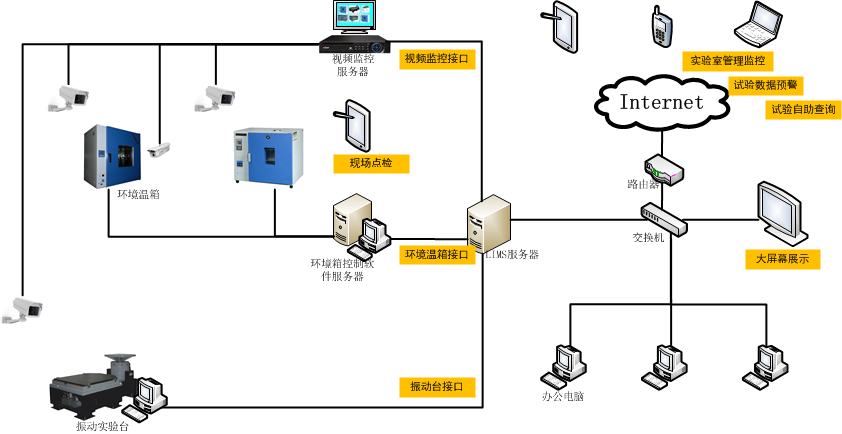 视频监控
服务器
视频监控接口
实验室管理监控
试验数据预警
试验自助查询
Internet
现场点检
路由器
环境温箱
环境箱控制软
件服务器
环境温箱接口
LIMS服务器
交换机
大屏幕展示
振动台接口
办公电脑
振动实验台